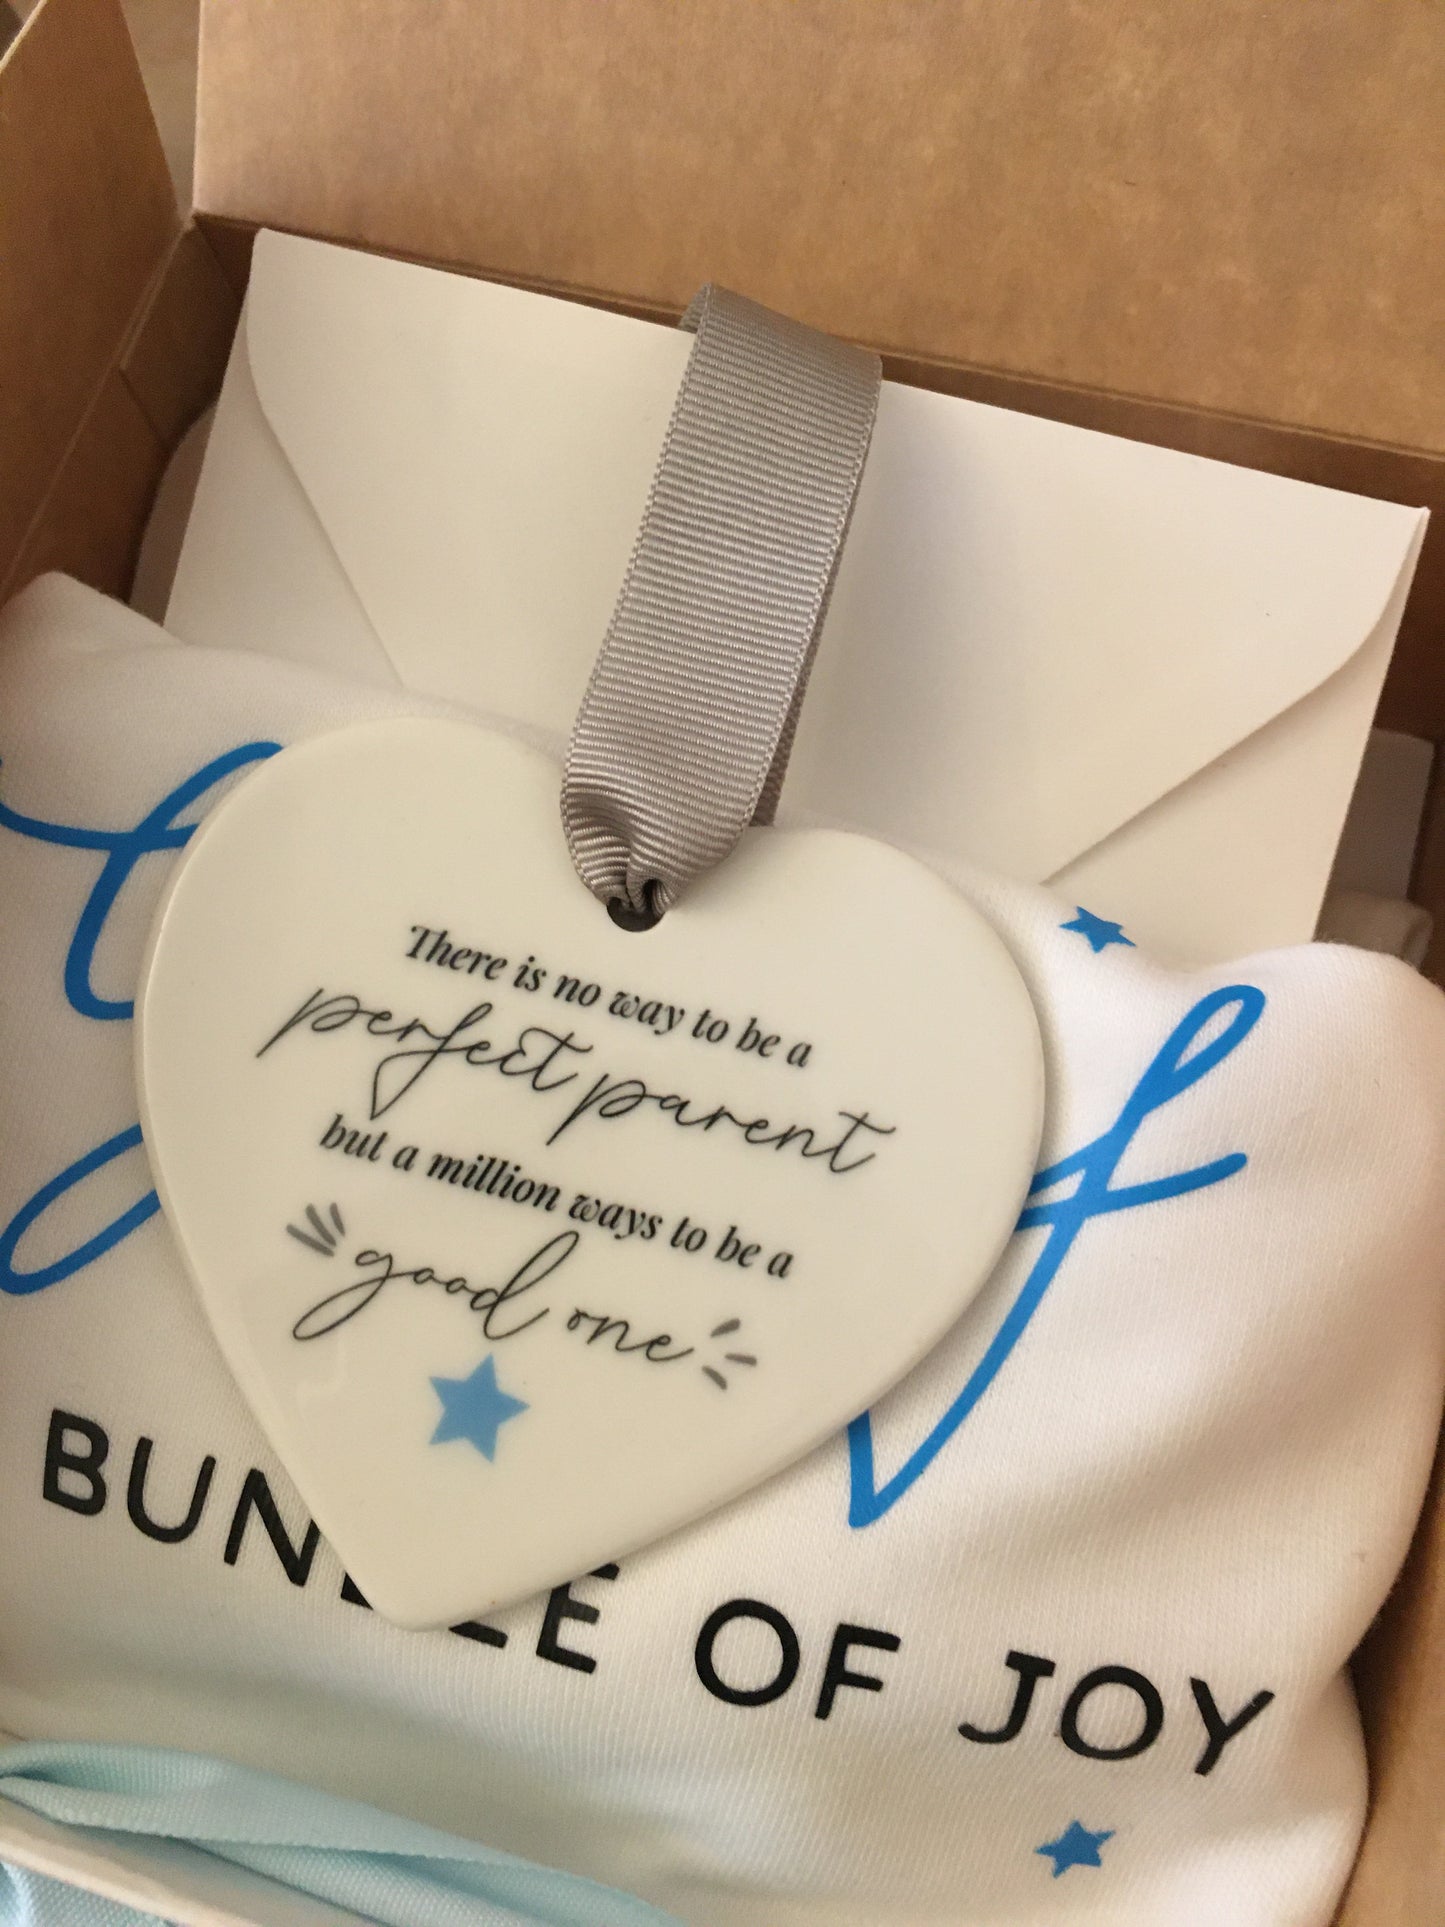 There is no way to be a
perfect parent
but a million ways to be a
good one
BUNDLE OF JOY